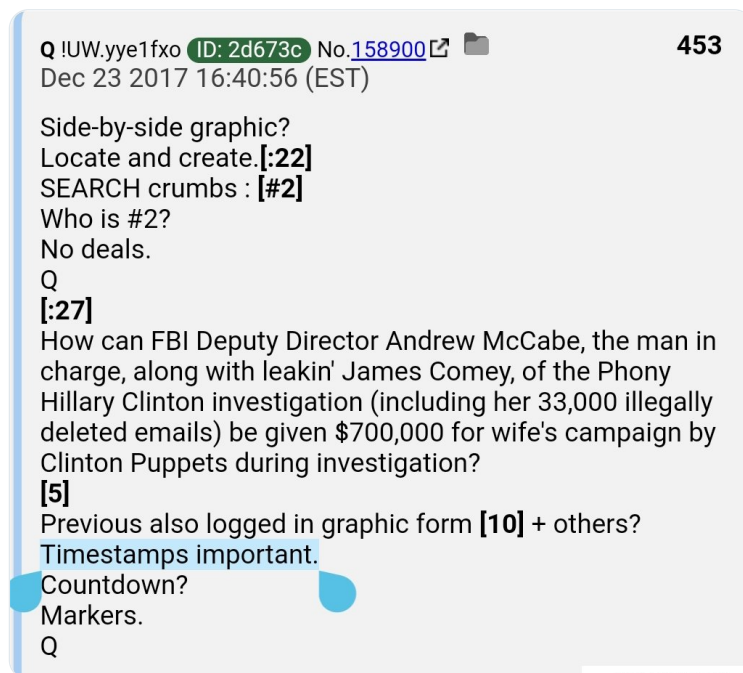 Q !UW.yye1fxo ID: 2d673c No.158900 453
Dec 23 2017 16:40:56 (EST)
Side-by-side graphic?
Locate and create.[:22]
SEARCH crumbs : [#2]
Who is #2?
No deals.
Q
[:27]
How can FBI Deputy Director Andrew McCabe, the man in
charge, along with leakin' James Comey, of the Phony
Hillary Clinton investigation (including her 33,000 illegally
deleted emails) be given $700,000 for wife's campaign by
Clinton Puppets during investigation?
[5]
Previous also logged in graphic form [10] + others?
Timestamps important.
Countdown?
Markers.
Q